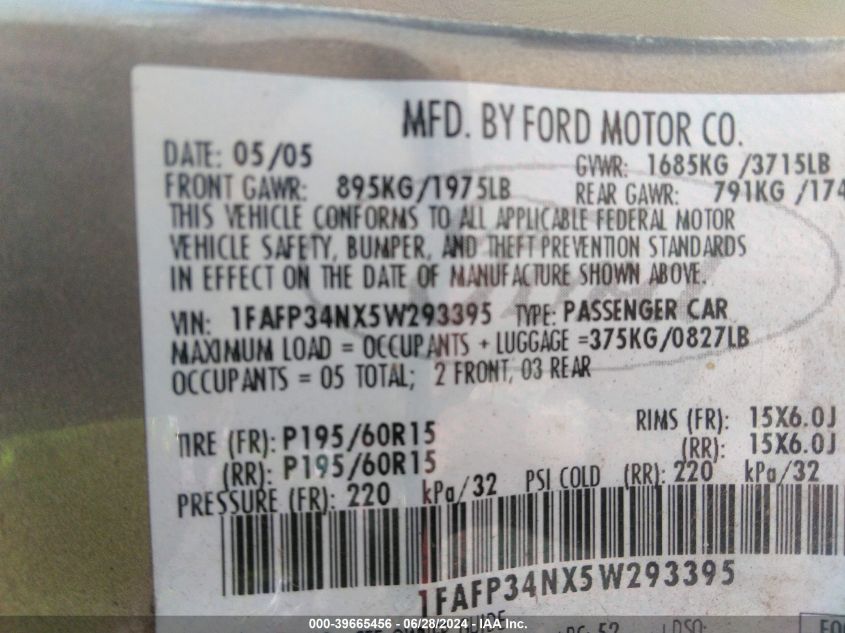 MFD. BY FORD MOTOR CO.
DATE: 05/05 GVWR: 1685KG /3715LB
FRONT GAWR: 895KG/1975LB REAR GAWR: 791KG /174
THIS VEHICLE CONFORMS TO ALL APPLICABLE FEDERAL MOTOR
VEHICLE SAFETY, BUMPER, AND THEFT PREVENTION STANDARDS
IN EFFECT ON THE DATE OF MANUFACTURE SHOWN ABOVE.
VIN: 1FAFP34NX5W293395 TYPE: PASSENGER CAR
MAXIMUM LOAD = OCCUPANTS + LUGGAGE =375KG/0827LB
OCCUPANTS = 05 TOTAL; 2 FRONT, 03 REAR
TIRE (FR): P195/60R15 RIMS (FR): 15X6.0J
(RR): P195/60R15 (RR): 15X6.0J
PRESSURE (FR): 220 kPa/32 PSI COLD (RR): 220 kPa/32
1FAFP34NX5W293395
000-39665456 - 06/28/2024 - IAA, Inc.